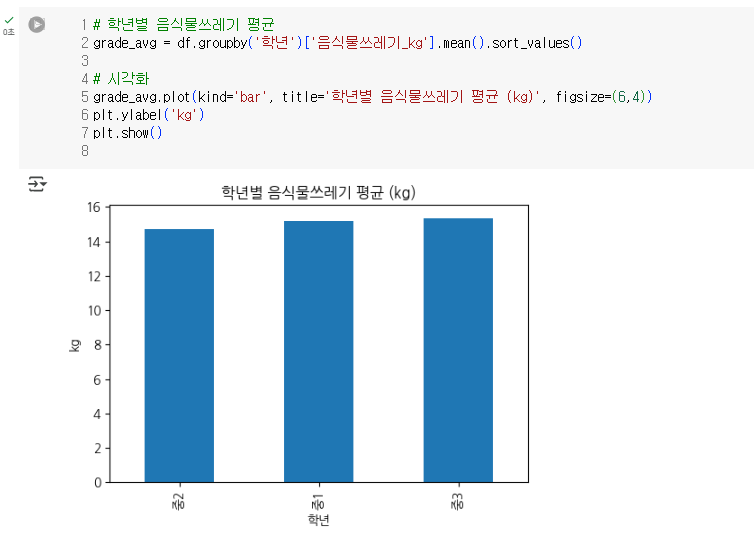 0초
1 # 학년별 음식물쓰레기 평균
2 grade_avg = df.groupby('학년')['음식물쓰레기_kg'].mean().sort_values()
3
4 # 시각화
5 grade_avg.plot(kind='bar', title='학년별 음식물쓰레기 평균 (kg)', figsize=(6,4))
6 plt.ylabel('kg')
7 plt.show()
8
학년별 음식물쓰레기 평균 (kg)
16
14
12
10
8
6
4
2
0
kg
중2 중1 중3
학년